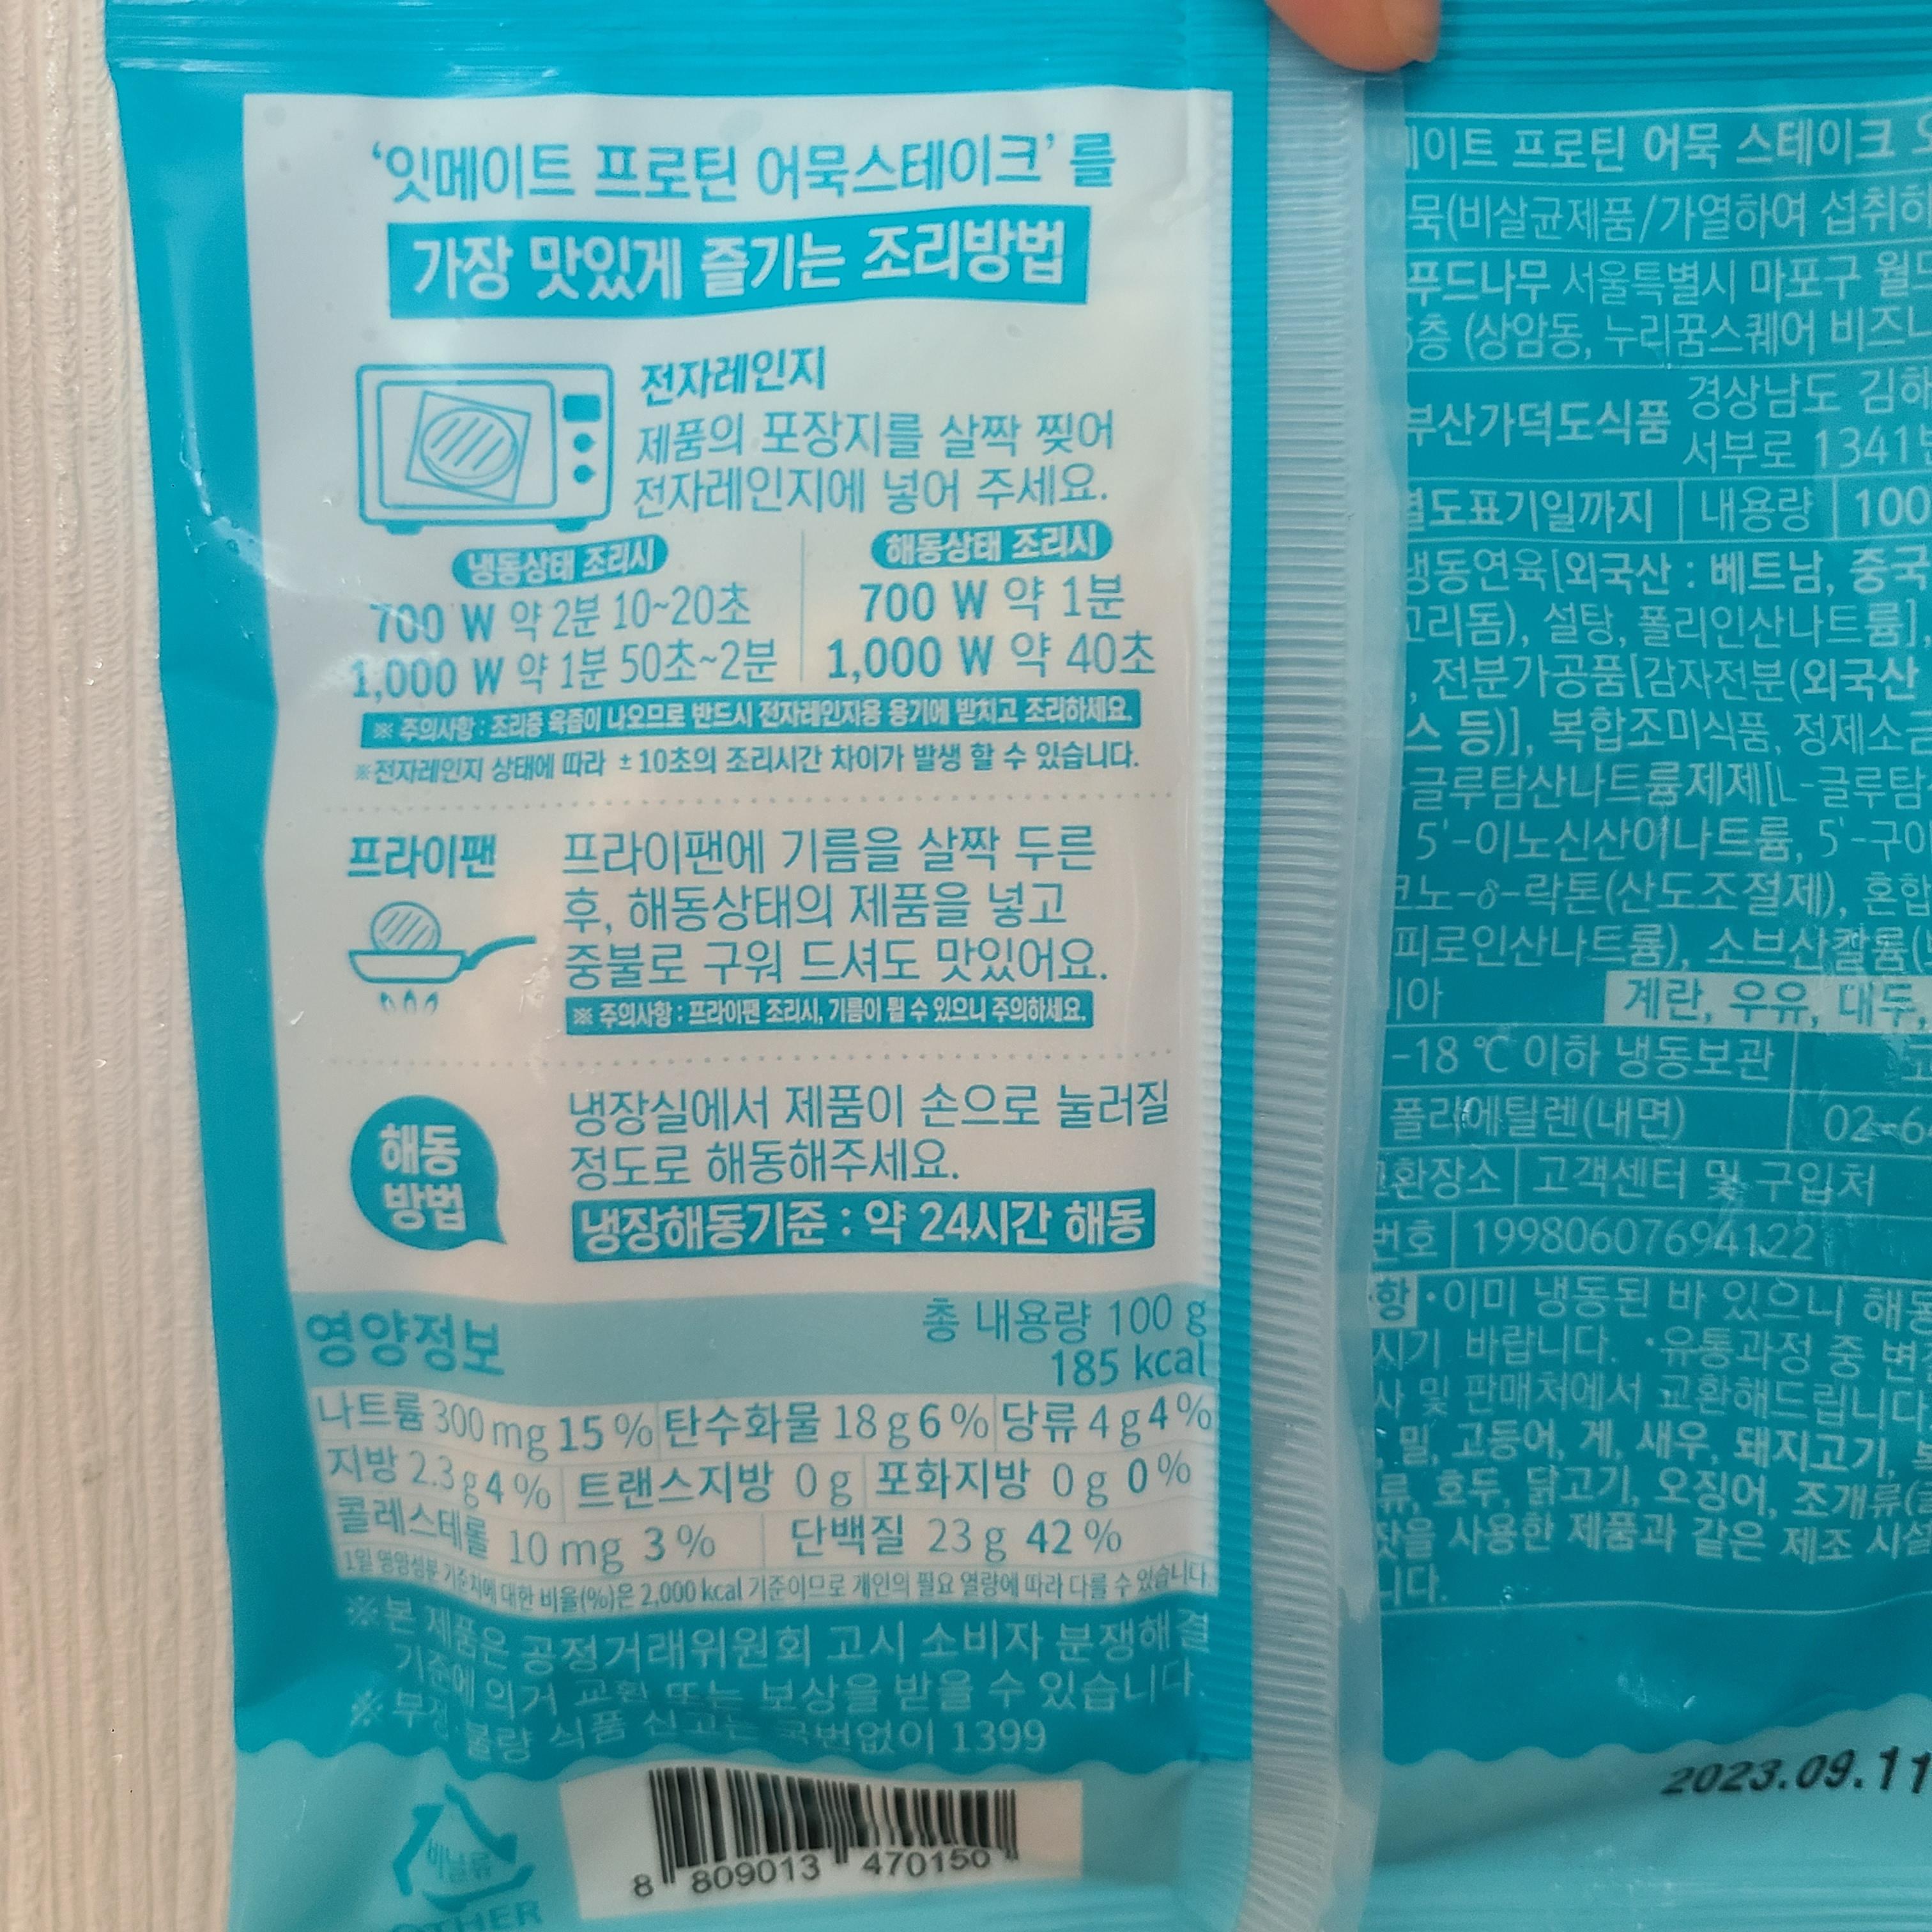 ‘잇메이트 프로틴 어묵스테이크’를
가장 맛있게 즐기는 조리방법
전자레인지
제품의 포장지를 살짝 찢어
전자레인지에 넣어 주세요.
냉동상태 조리시
700 W 약 2분 10~20초
1,000 W 약 1분 50초~2분
해동상태 조리시
700 W 약 1분
1,000 W 약 40초
※ 주의사항 : 조리중 육즙이 나오므로 반드시 전자레인지용 용기에 받치고 조리하세요.
※전자레인지 상태에 따라 ±10초의 조리시간 차이가 발생 할 수 있습니다.
프라이팬
프라이팬에 기름을 살짝 두른
후, 해동상태의 제품을 넣고
중불로 구워 드셔도 맛있어요.
※ 주의사항 : 프라이팬 조리시, 기름이 튈 수 있으니 주의하세요.
해동
방법
냉장실에서 제품이 손으로 눌러질
정도로 해동해주세요.
냉장해동기준 : 약 24시간 해동
영양정보
총 내용량 100 g
185 kcal
나트륨 300 mg 15 % 탄수화물 18 g 6 % 당류 4 g 4 %
지방 2.3 g 4 % 트랜스지방 0 g 포화지방 0 g 0 %
콜레스테롤 10 mg 3 % 단백질 23 g 42 %
1일 영양성분 기준치에 대한 비율(%)은 2,000 kcal 기준이므로 개인의 필요 열량에 따라 다를 수 있습니다.
※본 제품은 공정거래위원회 고시 소비자 분쟁해결
기준에 의거 교환 또는 보상을 받을 수 있습니다.
※부정·불량 식품 신고는 국번없이 1399
비닐류
OTHER
8 809013 470150
메이트 프로틴 어묵 스테이크
묵(비살균제품/가열하여 섭취하
푸드나무 서울특별시 마포구 월드
5층 (상암동, 누리꿈스퀘어 비즈니
부산가덕도식품 경상남도 김해
서부로 1341번
별도표기일까지 내용량 100
냉동연육[외국산 : 베트남, 중국
고리돔), 설탕, 폴리인산나트륨],
, 전분가공품[감자전분(외국산
스 등)], 복합조미식품, 정제소금
글루탐산나트륨제제[L-글루탐
5'-이노신산이나트륨, 5'-구아
코노-δ-락톤(산도조절제), 혼합
피로인산나트륨), 소브산칼륨(
아 계란, 우유, 대두,
-18 ℃ 이하 냉동보관
폴리에틸렌(내면) 02-6
교환장소 고객센터 및 구입처
번호 19980607694122
항 ·이미 냉동된 바 있으니 해동
시기 바랍니다. ·유통과정 중 변
사 및 판매처에서 교환해드립니다
, 밀, 고등어, 게, 새우, 돼지고기,
류, 호두, 닭고기, 오징어, 조개류(
잣을 사용한 제품과 같은 제조 시설
니다.
2023.09.11